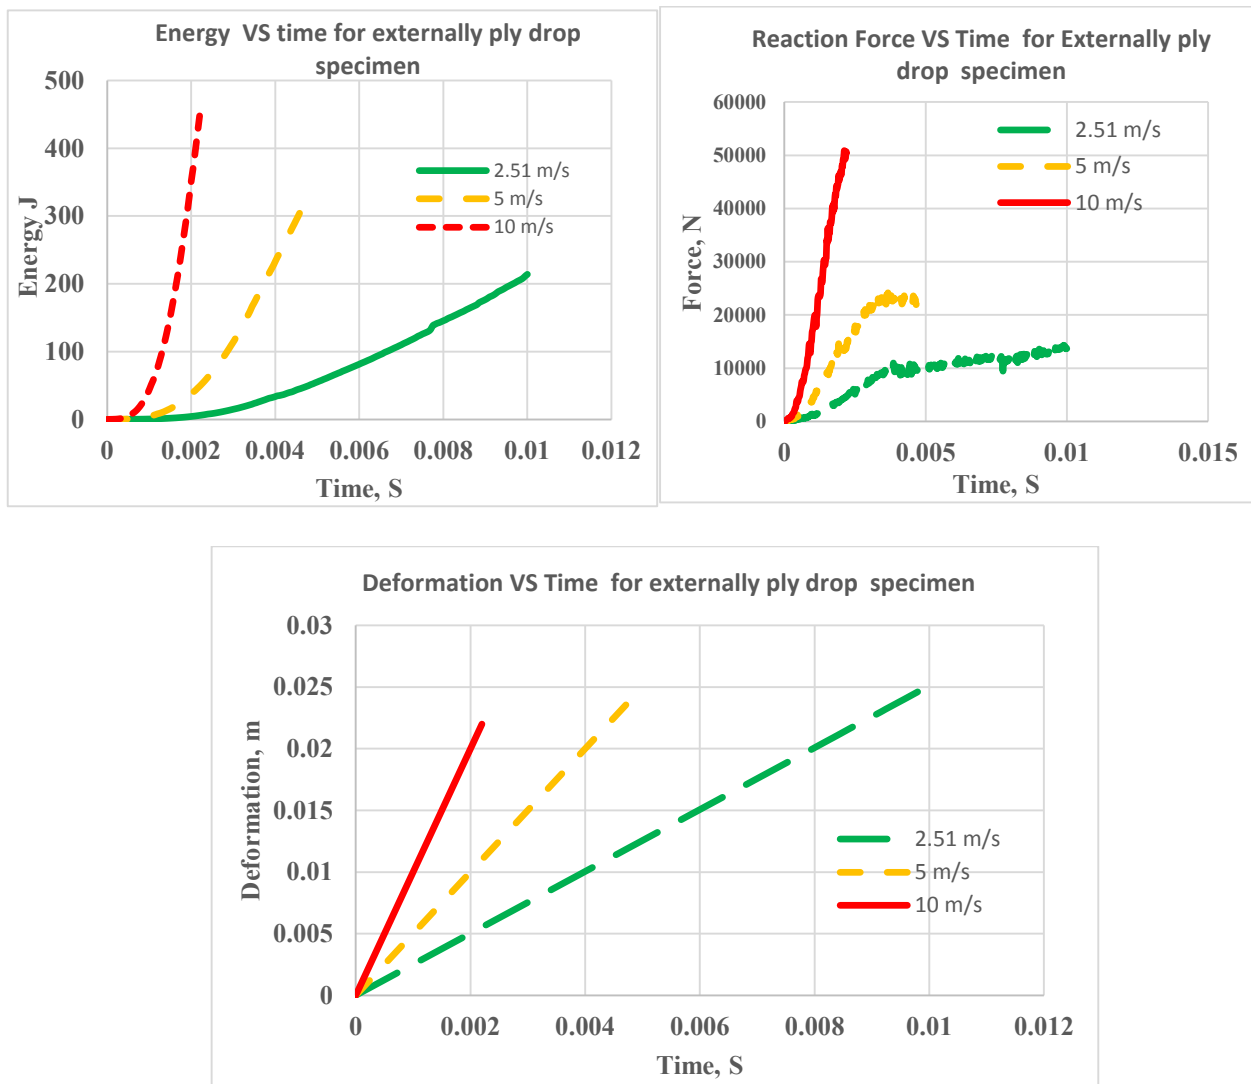 Energy VS time for externally ply drop
specimen
500
400
300
200
100
0
0
0.002
0.004
0.006
0.008
0.01
0.012
Energy J
Time, S
2.51 m/s
5 m/s
10 m/s
Reaction Force VS Time for Externally ply
drop specimen
60000
50000
40000
30000
20000
10000
0
0
0.005
0.01
0.015
Force, N
Time, S
2.51 m/s
5 m/s
10 m/s
Deformation VS Time for externally ply drop specimen
0.03
0.025
0.02
0.015
0.01
0.005
0
0
0.002
0.004
0.006
0.008
0.01
0.012
Deformation, m
Time, S
2.51 m/s
5 m/s
10 m/s